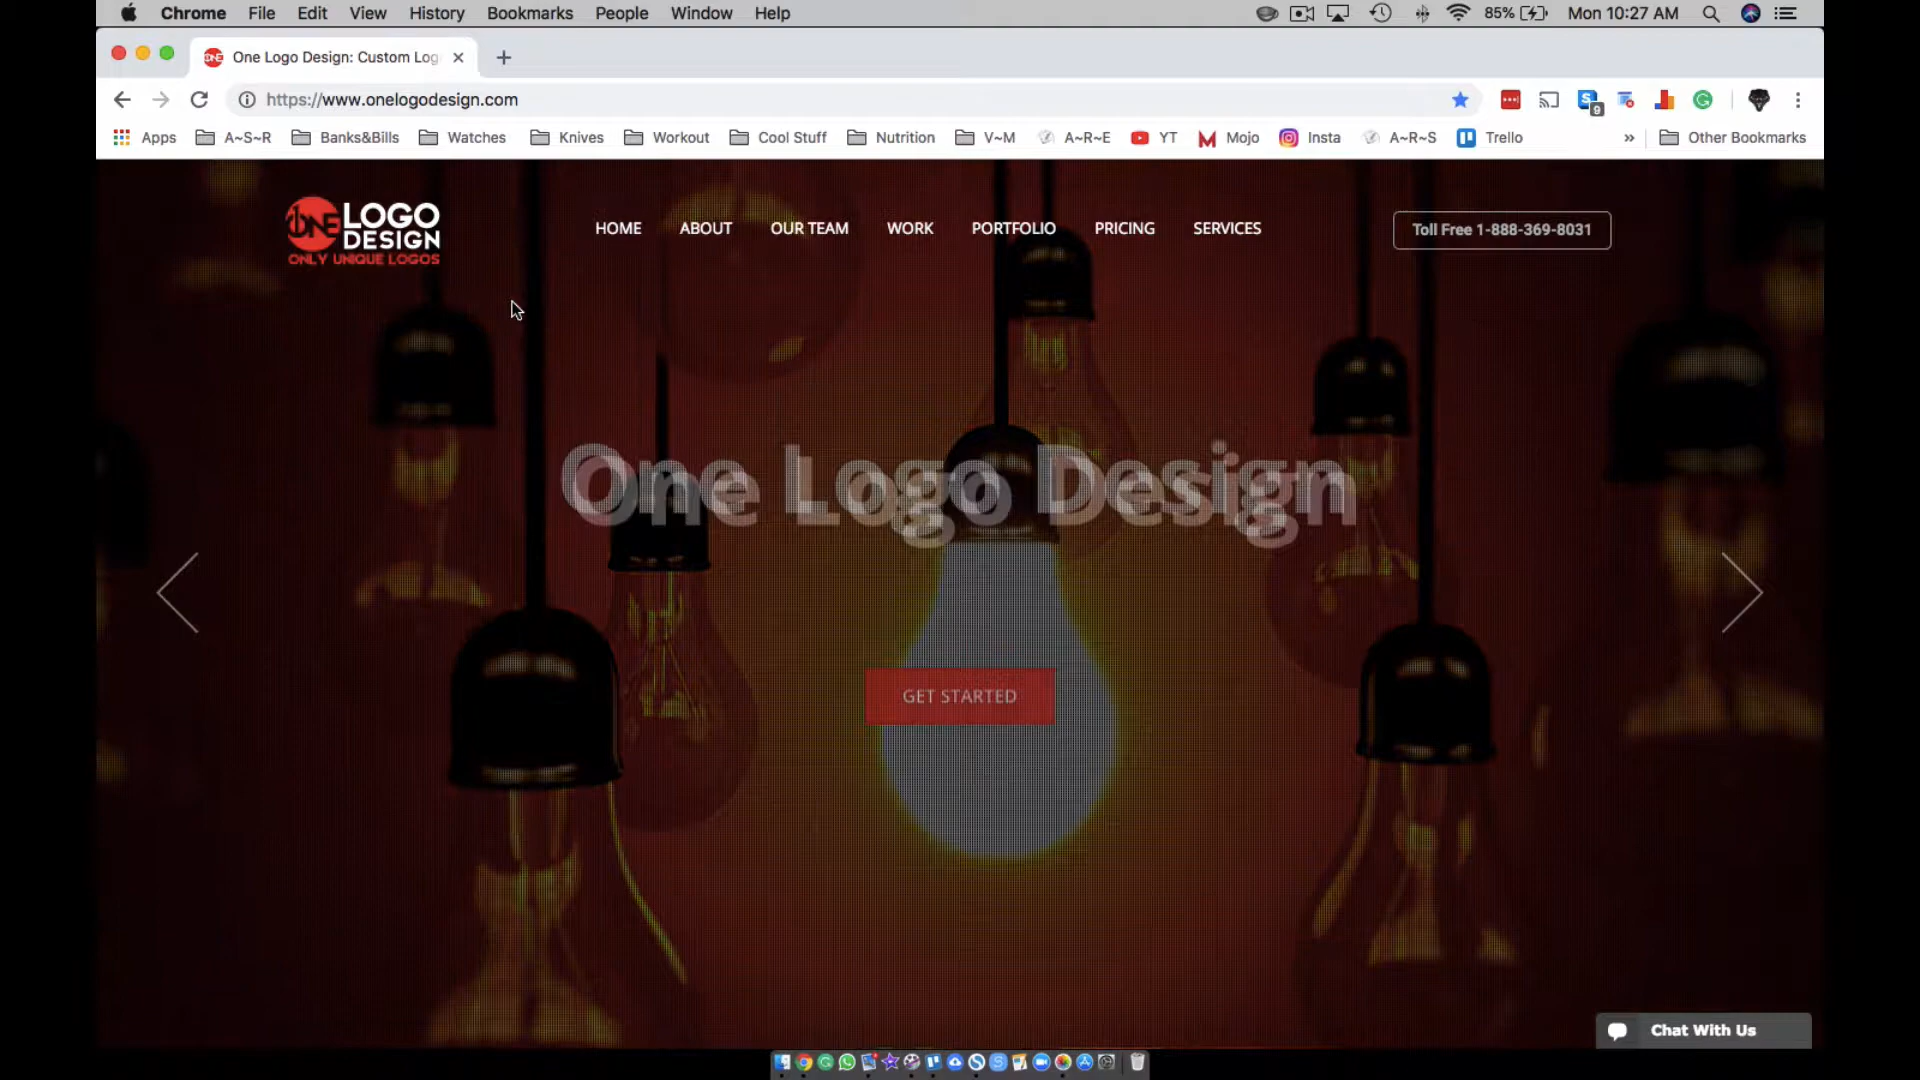 Chrome File Edit View History Bookmarks People Window Help 85% Mon 10:27 AM
One Logo Design: Custom Log
https://www.onelogodesign.com
Apps A~S~R Banks&Bills Watches Knives Workout Cool Stuff Nutrition V~M A~R~E YT Mojo Insta A~R~S Trello » Other Bookmarks
ONE LOGO DESIGN
ONLY UNIQUE LOGOS
HOME ABOUT OUR TEAM WORK PORTFOLIO PRICING SERVICES
Toll Free 1-888-369-8031
One Logo Design
GET STARTED
Chat With Us